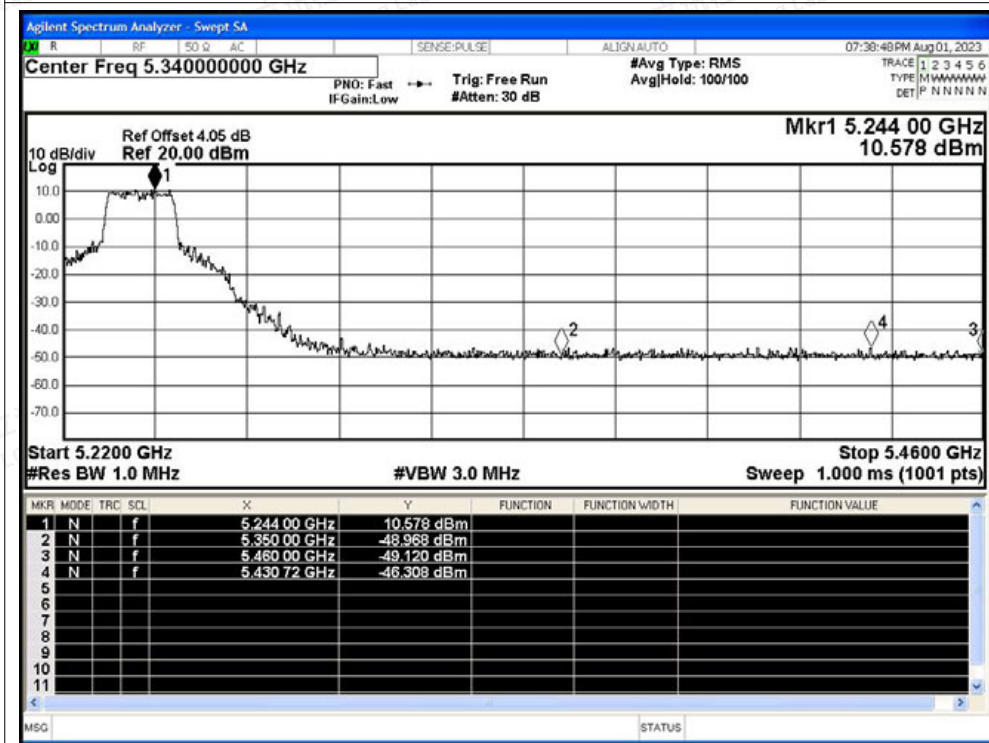 Agilent Spectrum Analyzer - Swept SA
LXI R RF 50 Ω AC SENSE:PULSE ALIGN AUTO 07:38:48 PM Aug 01, 2023
Center Freq 5.340000000 GHz #Avg Type: RMS TRACE 1 2 3 4 5 6
PNO: Fast Trig: Free Run Avg|Hold: 100/100 TYPE M WWWWW
IFGain:Low #Atten: 30 dB DET P N N N N N
Mkr1 5.244 00 GHz
Ref Offset 4.05 dB
10 dB/div Ref 20.00 dBm 10.578 dBm
Log
1
10.0
0.00
-10.0
-20.0
-30.0
-40.0 2 4 3
-50.0
-60.0
-70.0
Start 5.2200 GHz Stop 5.4600 GHz
#Res BW 1.0 MHz #VBW 3.0 MHz Sweep 1.000 ms (1001 pts)
MKR MODE TRC SCL X Y FUNCTION FUNCTION WIDTH FUNCTION VALUE
1 N f 5.244 00 GHz 10.578 dBm
2 N f 5.350 00 GHz -48.968 dBm
3 N f 5.460 00 GHz -49.120 dBm
4 N f 5.430 72 GHz -46.308 dBm
5
6
7
8
9
10
11
MSG STATUS